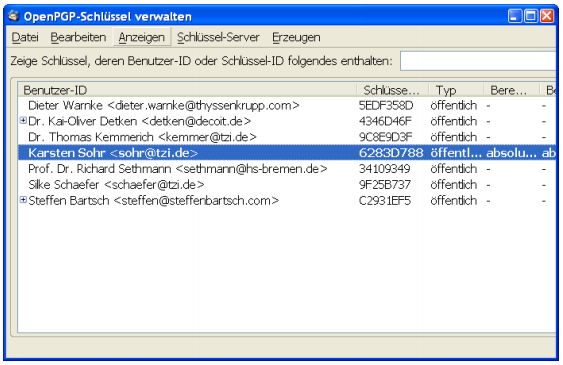 OpenPGP-Schlüssel verwalten
Datei Bearbeiten Anzeigen Schlüssel-Server Erzeugen
Zeige Schlüssel, deren Benutzer-ID oder Schlüssel-ID folgendes enthalten:
Benutzer-ID Schlüsse... Typ Bere... Be
Dieter Warnke <dieter.warnke@thyssenkrupp.com> 5EDF358D öffentlich - -
Dr. Kai-Oliver Detken <detken@decoit.de> 4346D46F öffentlich - -
Dr. Thomas Kemmerich <kemmer@tzi.de> 9C8E9D3F öffentlich - -
Karsten Sohr <sohr@tzi.de> 6283D788 öffentl... absolu... ab
Prof. Dr. Richard Sethmann <sethmann@hs-bremen.de> 34109349 öffentlich - -
Silke Schaefer <schaefer@tzi.de> 9F25B737 öffentlich - -
Steffen Bartsch <steffen@steffenbartsch.com> C2931EF5 öffentlich - -